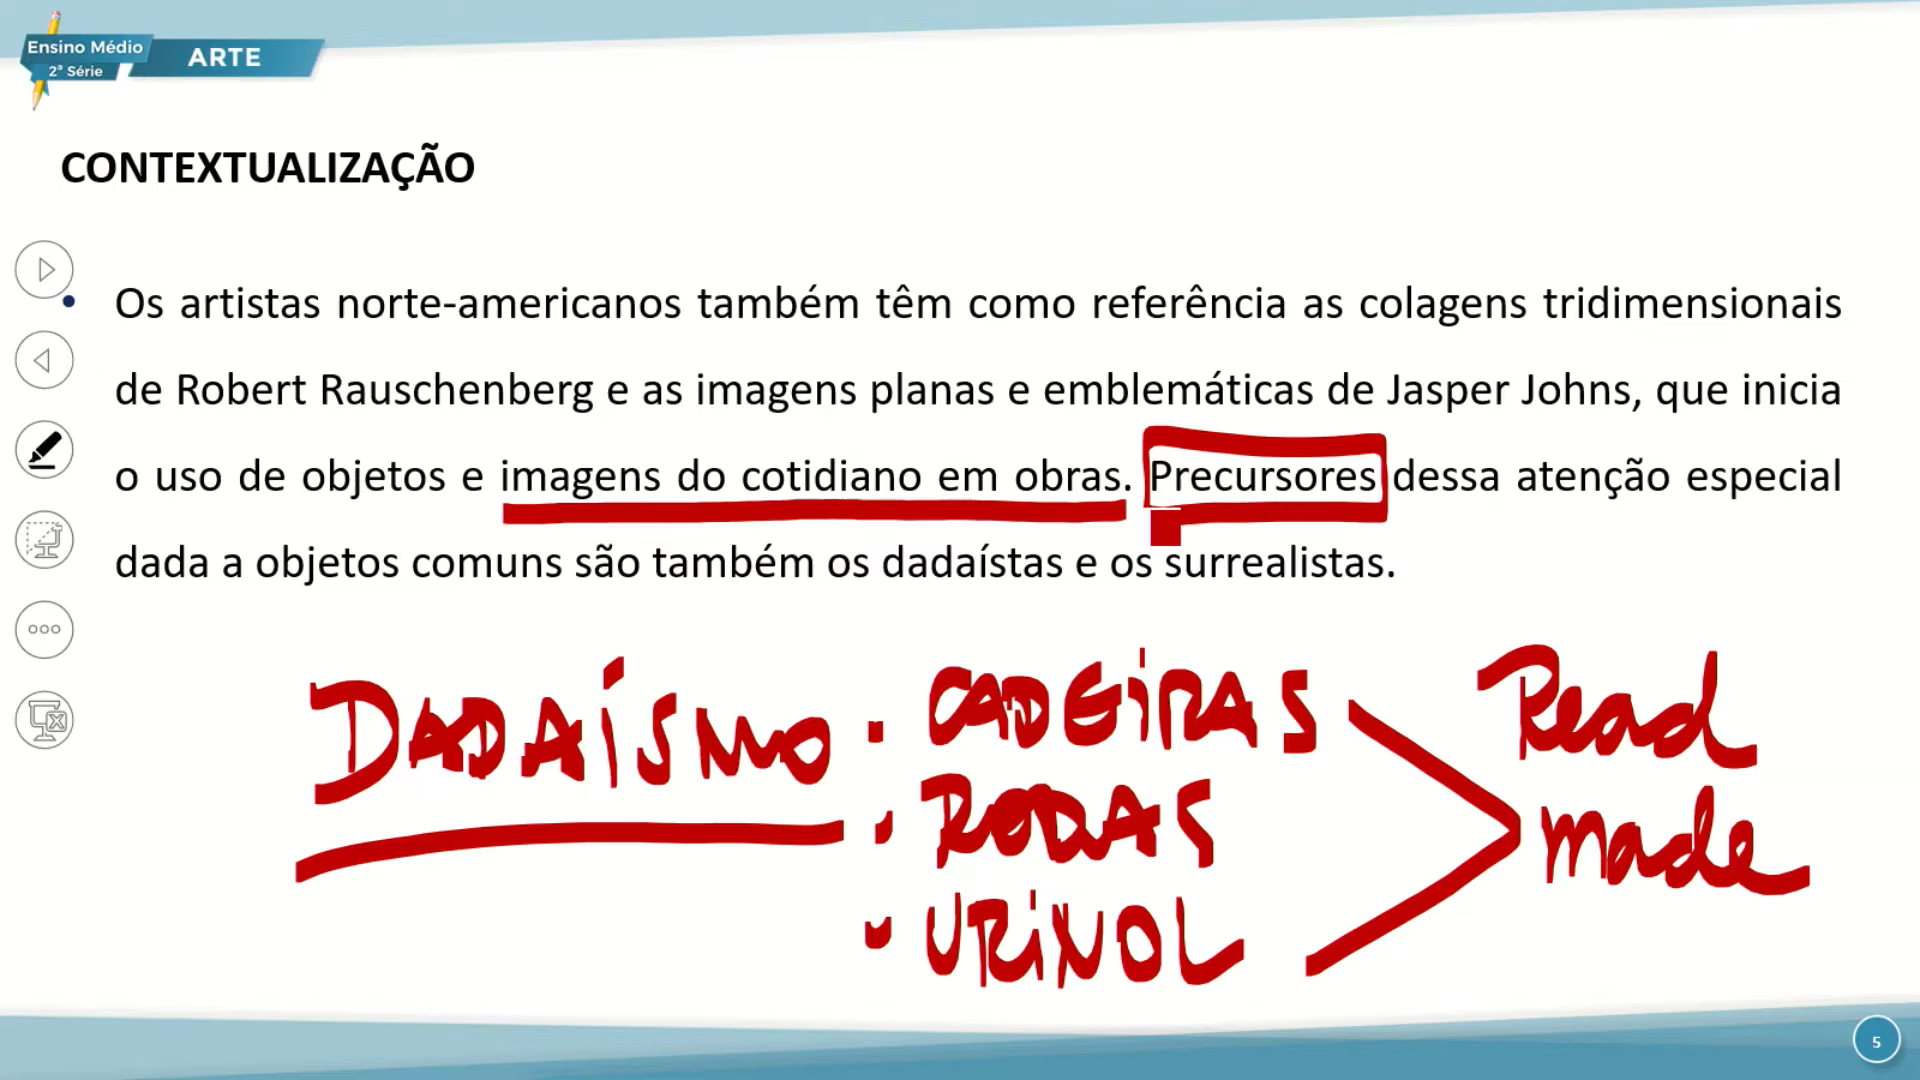 Ensino Médio
2ª Série
ARTE
CONTEXTUALIZAÇÃO
• Os artistas norte-americanos também têm como referência as colagens tridimensionais
de Robert Rauschenberg e as imagens planas e emblemáticas de Jasper Johns, que inicia
o uso de objetos e imagens do cotidiano em obras. Precursores dessa atenção especial
dada a objetos comuns são também os dadaístas e os surrealistas.
DADAÍSMO
• CADEIRAS
• RODAS
• URINOL
Read
made
5